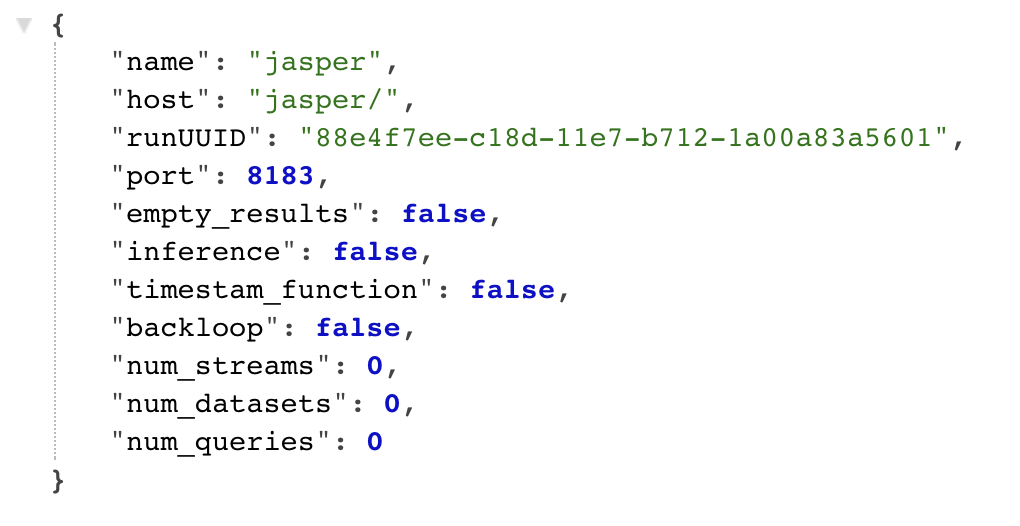 {
"name": "jasper",
"host": "jasper/",
"runUUID": "88e4f7ee-c18d-11e7-b712-1a00a83a5601",
"port": 8183,
"empty_results": false,
"inference": false,
"timestam_function": false,
"backloop": false,
"num_streams": 0,
"num_datasets": 0,
"num_queries": 0
}